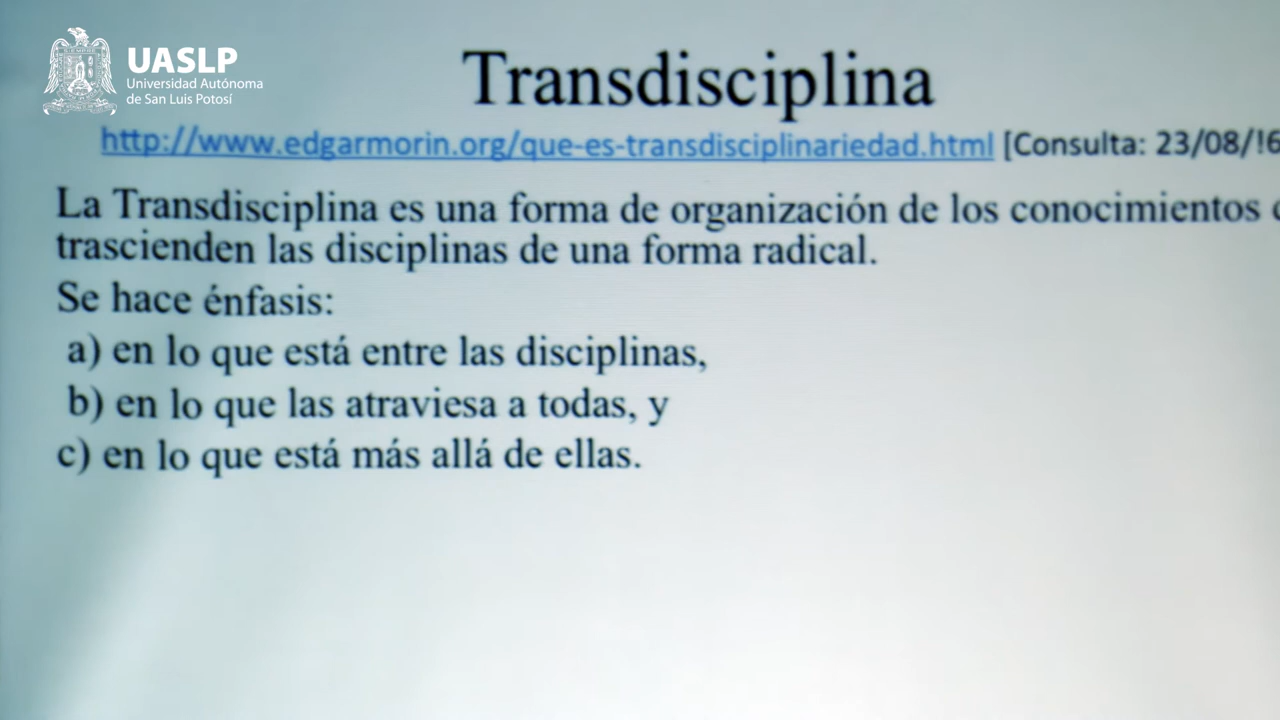 UASLP
Universidad Autónoma
de San Luis Potosí
Transdisciplina
http://www.edgarmorin.org/que-es-transdisciplinariedad.html [Consulta: 23/08/!6
La Transdisciplina es una forma de organización de los conocimientos
trascienden las disciplinas de una forma radical.
Se hace énfasis:
a) en lo que está entre las disciplinas,
b) en lo que las atraviesa a todas, y
c) en lo que está más allá de ellas.